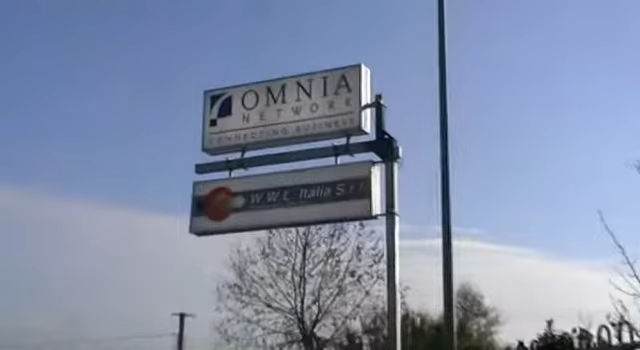 OMNIA
NETWORK
CONNECTING BUSINESS
W.W.E. Italia S.r.l.